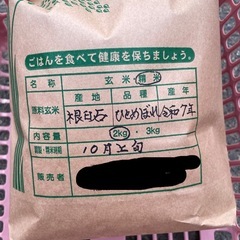 ごはんを食べて健康を保ちましょう。
名称 玄米・精米
原料玄米 産地 品種 産年
根白石 ひとめぼれ 令和7年
内容量 2kg・3kg
10月上旬
販売者